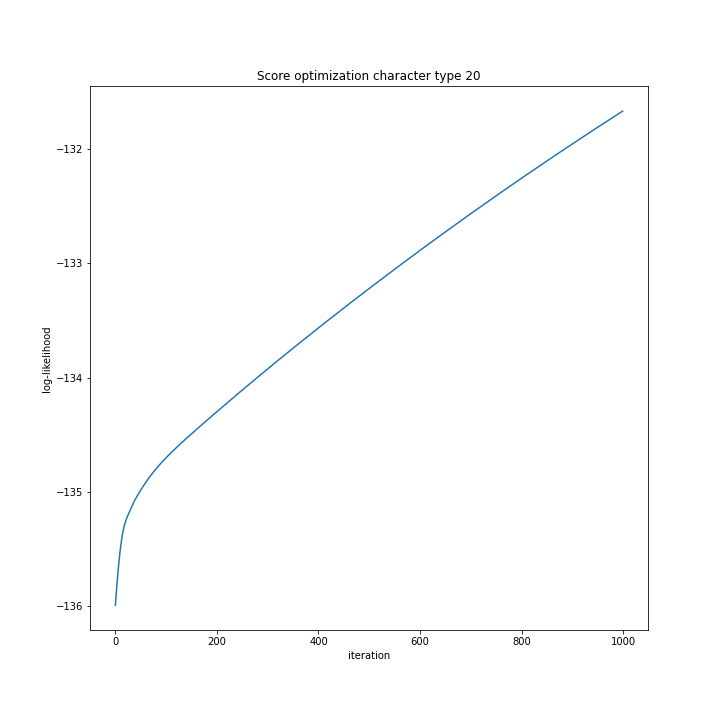 Score optimization character type 20
−132
−133
−134
−135
−136
log-likelihood
0 200 400 600 800 1000
iteration